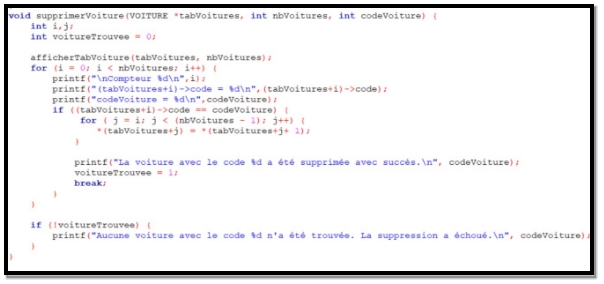 void supprimerVoiture(VOITURE *tabVoitures, int nbVoitures, int codeVoiture) {
int i,j;
int voitureTrouvee = 0;
afficherTabVoiture(tabVoitures, nbVoitures);
for (i = 0; i < nbVoitures; i++) {
printf("\nCompteur %d\n",i);
printf("(tabVoitures+i)->code = %d\n",(tabVoitures+i)->code);
printf("codeVoiture = %d\n",codeVoiture);
if ((tabVoitures+i)->code == codeVoiture) {
for ( j = i; j < (nbVoitures - 1); j++) {
*(tabVoitures+j) = *(tabVoitures+j+ 1);
}
printf("La voiture avec le code %d a été supprimée avec succès.\n", codeVoiture);
voitureTrouvee = 1;
break;
}
}
if (!voitureTrouvee) {
printf("Aucune voiture avec le code %d n'a été trouvée. La suppression a échoué.\n", codeVoiture);
}
}